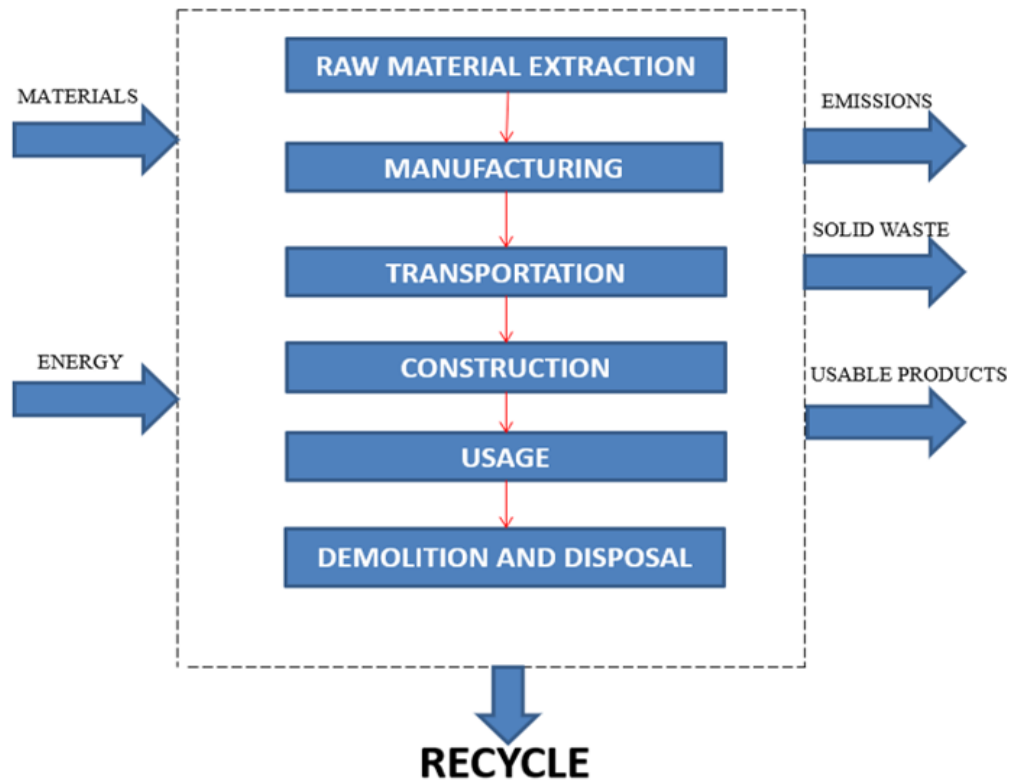 RAW MATERIAL EXTRACTION
MATERIALS
EMISSIONS
MANUFACTURING
SOLID WASTE
TRANSPORTATION
ENERGY
CONSTRUCTION
USABLE PRODUCTS
USAGE
DEMOLITION AND DISPOSAL
RECYCLE